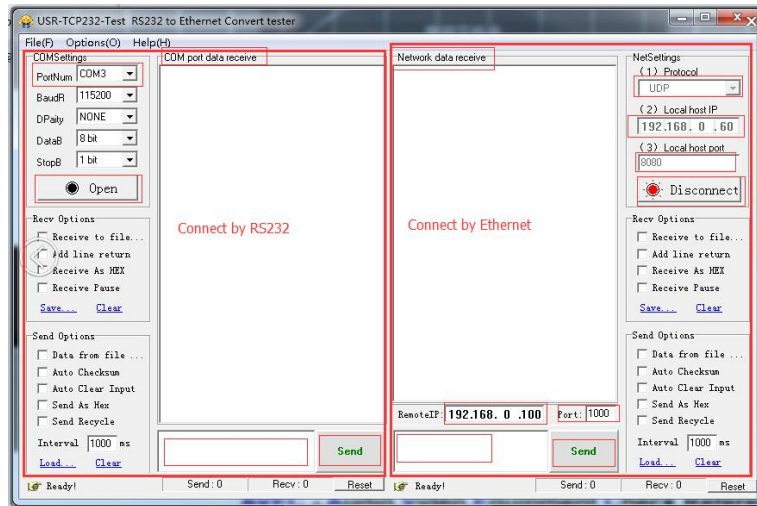 USR-TCP232-Test RS232 to Ethernet Convert tester
File(F) Options(O) Help(H)
COMSettings
PortNum COM3
BaudR 115200
DPaity NONE
DataB 8 bit
StopB 1 bit
Open
Recv Options
Receive to file...
Add line return
Receive As HEX
Receive Pause
Save... Clear
Send Options
Data from file ...
Auto Checksum
Auto Clear Input
Send As Hex
Send Recycle
Interval 1000 ms
Load... Clear
COM port data receive
Connect by RS232
Send
Network data receive
Connect by Ethernet
RemoteIP: 192.168. 0 .100 Port: 1000
Send
NetSettings
(1) Protocol
UDP
(2) Local host IP
192.168. 0 .60
(3) Local host port
8080
Disconnect
Recv Options
Receive to file...
Add line return
Receive As HEX
Receive Pause
Save... Clear
Send Options
Data from file ...
Auto Checksum
Auto Clear Input
Send As Hex
Send Recycle
Interval 1000 ms
Load... Clear
Ready! Send : 0 Recv : 0 Reset
Ready! Send : 0 Recv : 0 Reset